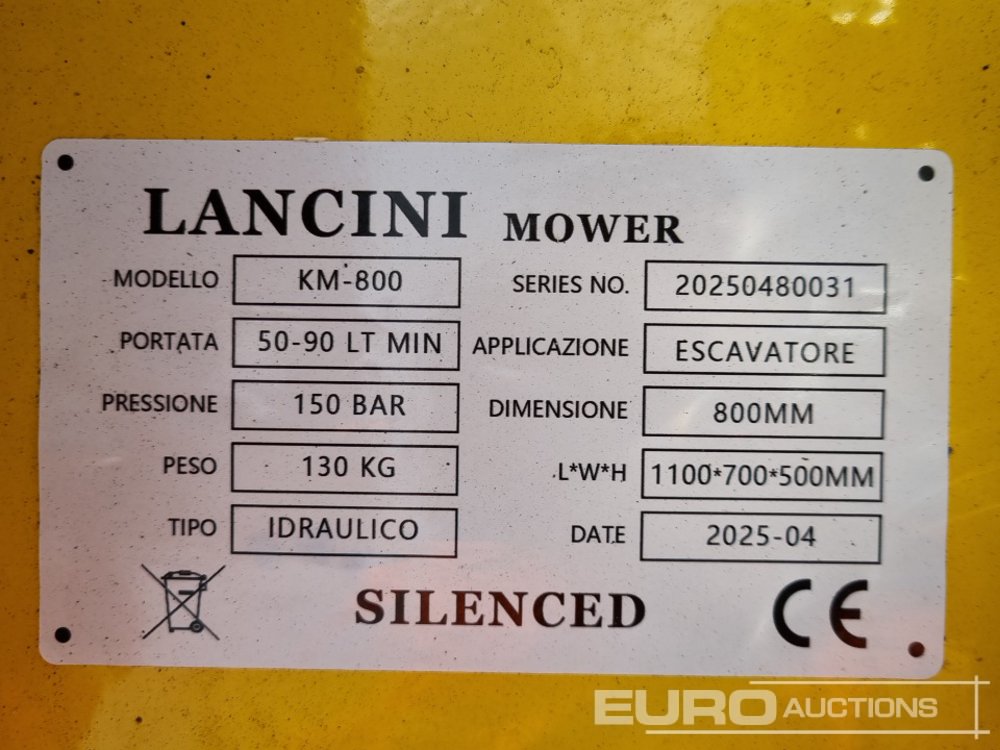 LANCINI MOWER
MODELLO KM-800 SERIES NO. 20250480031
PORTATA 50-90 LT MIN APPLICAZIONE ESCAVATORE
PRESSIONE 150 BAR DIMENSIONE 800MM
PESO 130 KG L*W*H 1100*700*500MM
TIPO IDRAULICO DATE 2025-04
SILENCED CE
EURO AUCTIONS